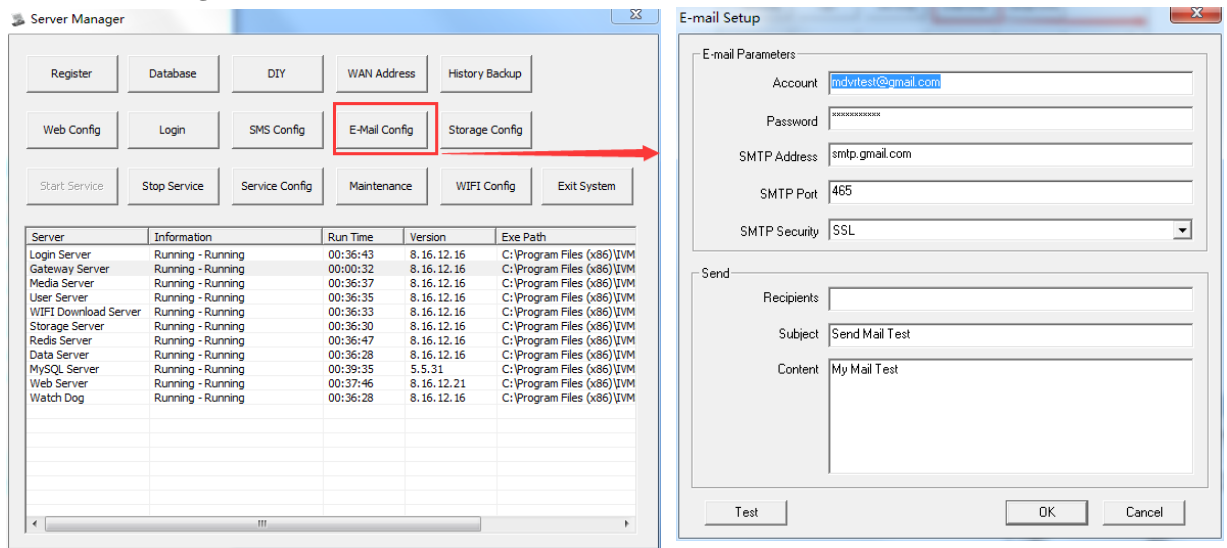 Server Manager
Register Database DIY WAN Address History Backup
Web Config Login SMS Config E-Mail Config Storage Config
Start Service Stop Service Service Config Maintenance WIFI Config Exit System
Server Information Run Time Version Exe Path
Login Server Running - Running 00:36:43 8.16.12.16 C:\Program Files (x86)\IVM
Gateway Server Running - Running 00:00:32 8.16.12.16 C:\Program Files (x86)\IVM
Media Server Running - Running 00:36:37 8.16.12.16 C:\Program Files (x86)\IVM
User Server Running - Running 00:36:35 8.16.12.16 C:\Program Files (x86)\IVM
WIFI Download Server Running - Running 00:36:33 8.16.12.16 C:\Program Files (x86)\IVM
Storage Server Running - Running 00:36:30 8.16.12.16 C:\Program Files (x86)\IVM
Redis Server Running - Running 00:36:47 8.16.12.16 C:\Program Files (x86)\IVM
Data Server Running - Running 00:36:28 8.16.12.16 C:\Program Files (x86)\IVM
MySQL Server Running - Running 00:39:35 5.5.31 C:\Program Files (x86)\IVM
Web Server Running - Running 00:37:46 8.16.12.21 C:\Program Files (x86)\IVM
Watch Dog Running - Running 00:36:28 8.16.12.16 C:\Program Files (x86)\IVM
E-mail Setup
E-mail Parameters
Account mdvrtest@gmail.com
Password ***********
SMTP Address smtp.gmail.com
SMTP Port 465
SMTP Security SSL
Send
Recipients
Subject Send Mail Test
Content My Mail Test
Test OK Cancel